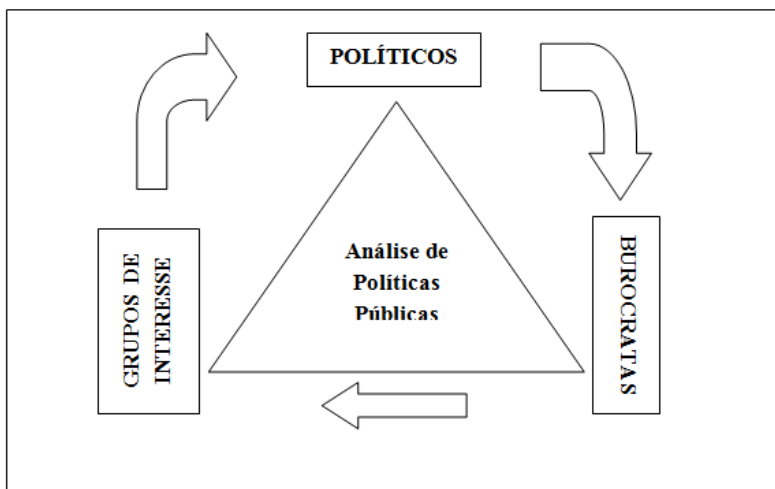 POLÍTICOS
GRUPOS DE
INTERESSE
Análise de
Políticas
Públicas
BUROCRATAS